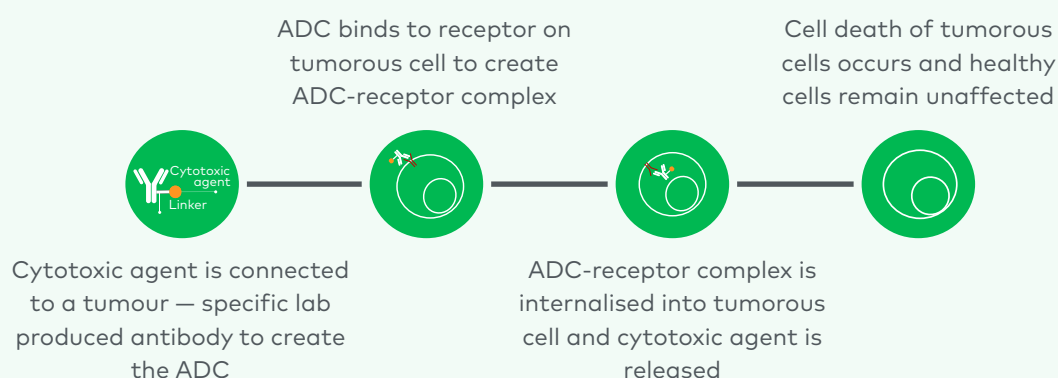 ADC binds to receptor on
tumorous cell to create
ADC-receptor complex
Cell death of tumorous
cells occurs and healthy
cells remain unaffected
Cytotoxic
agent
Linker
Cytotoxic agent is connected
to a tumour — specific lab
produced antibody to create
the ADC
ADC-receptor complex is
internalised into tumorous
cell and cytotoxic agent is
released